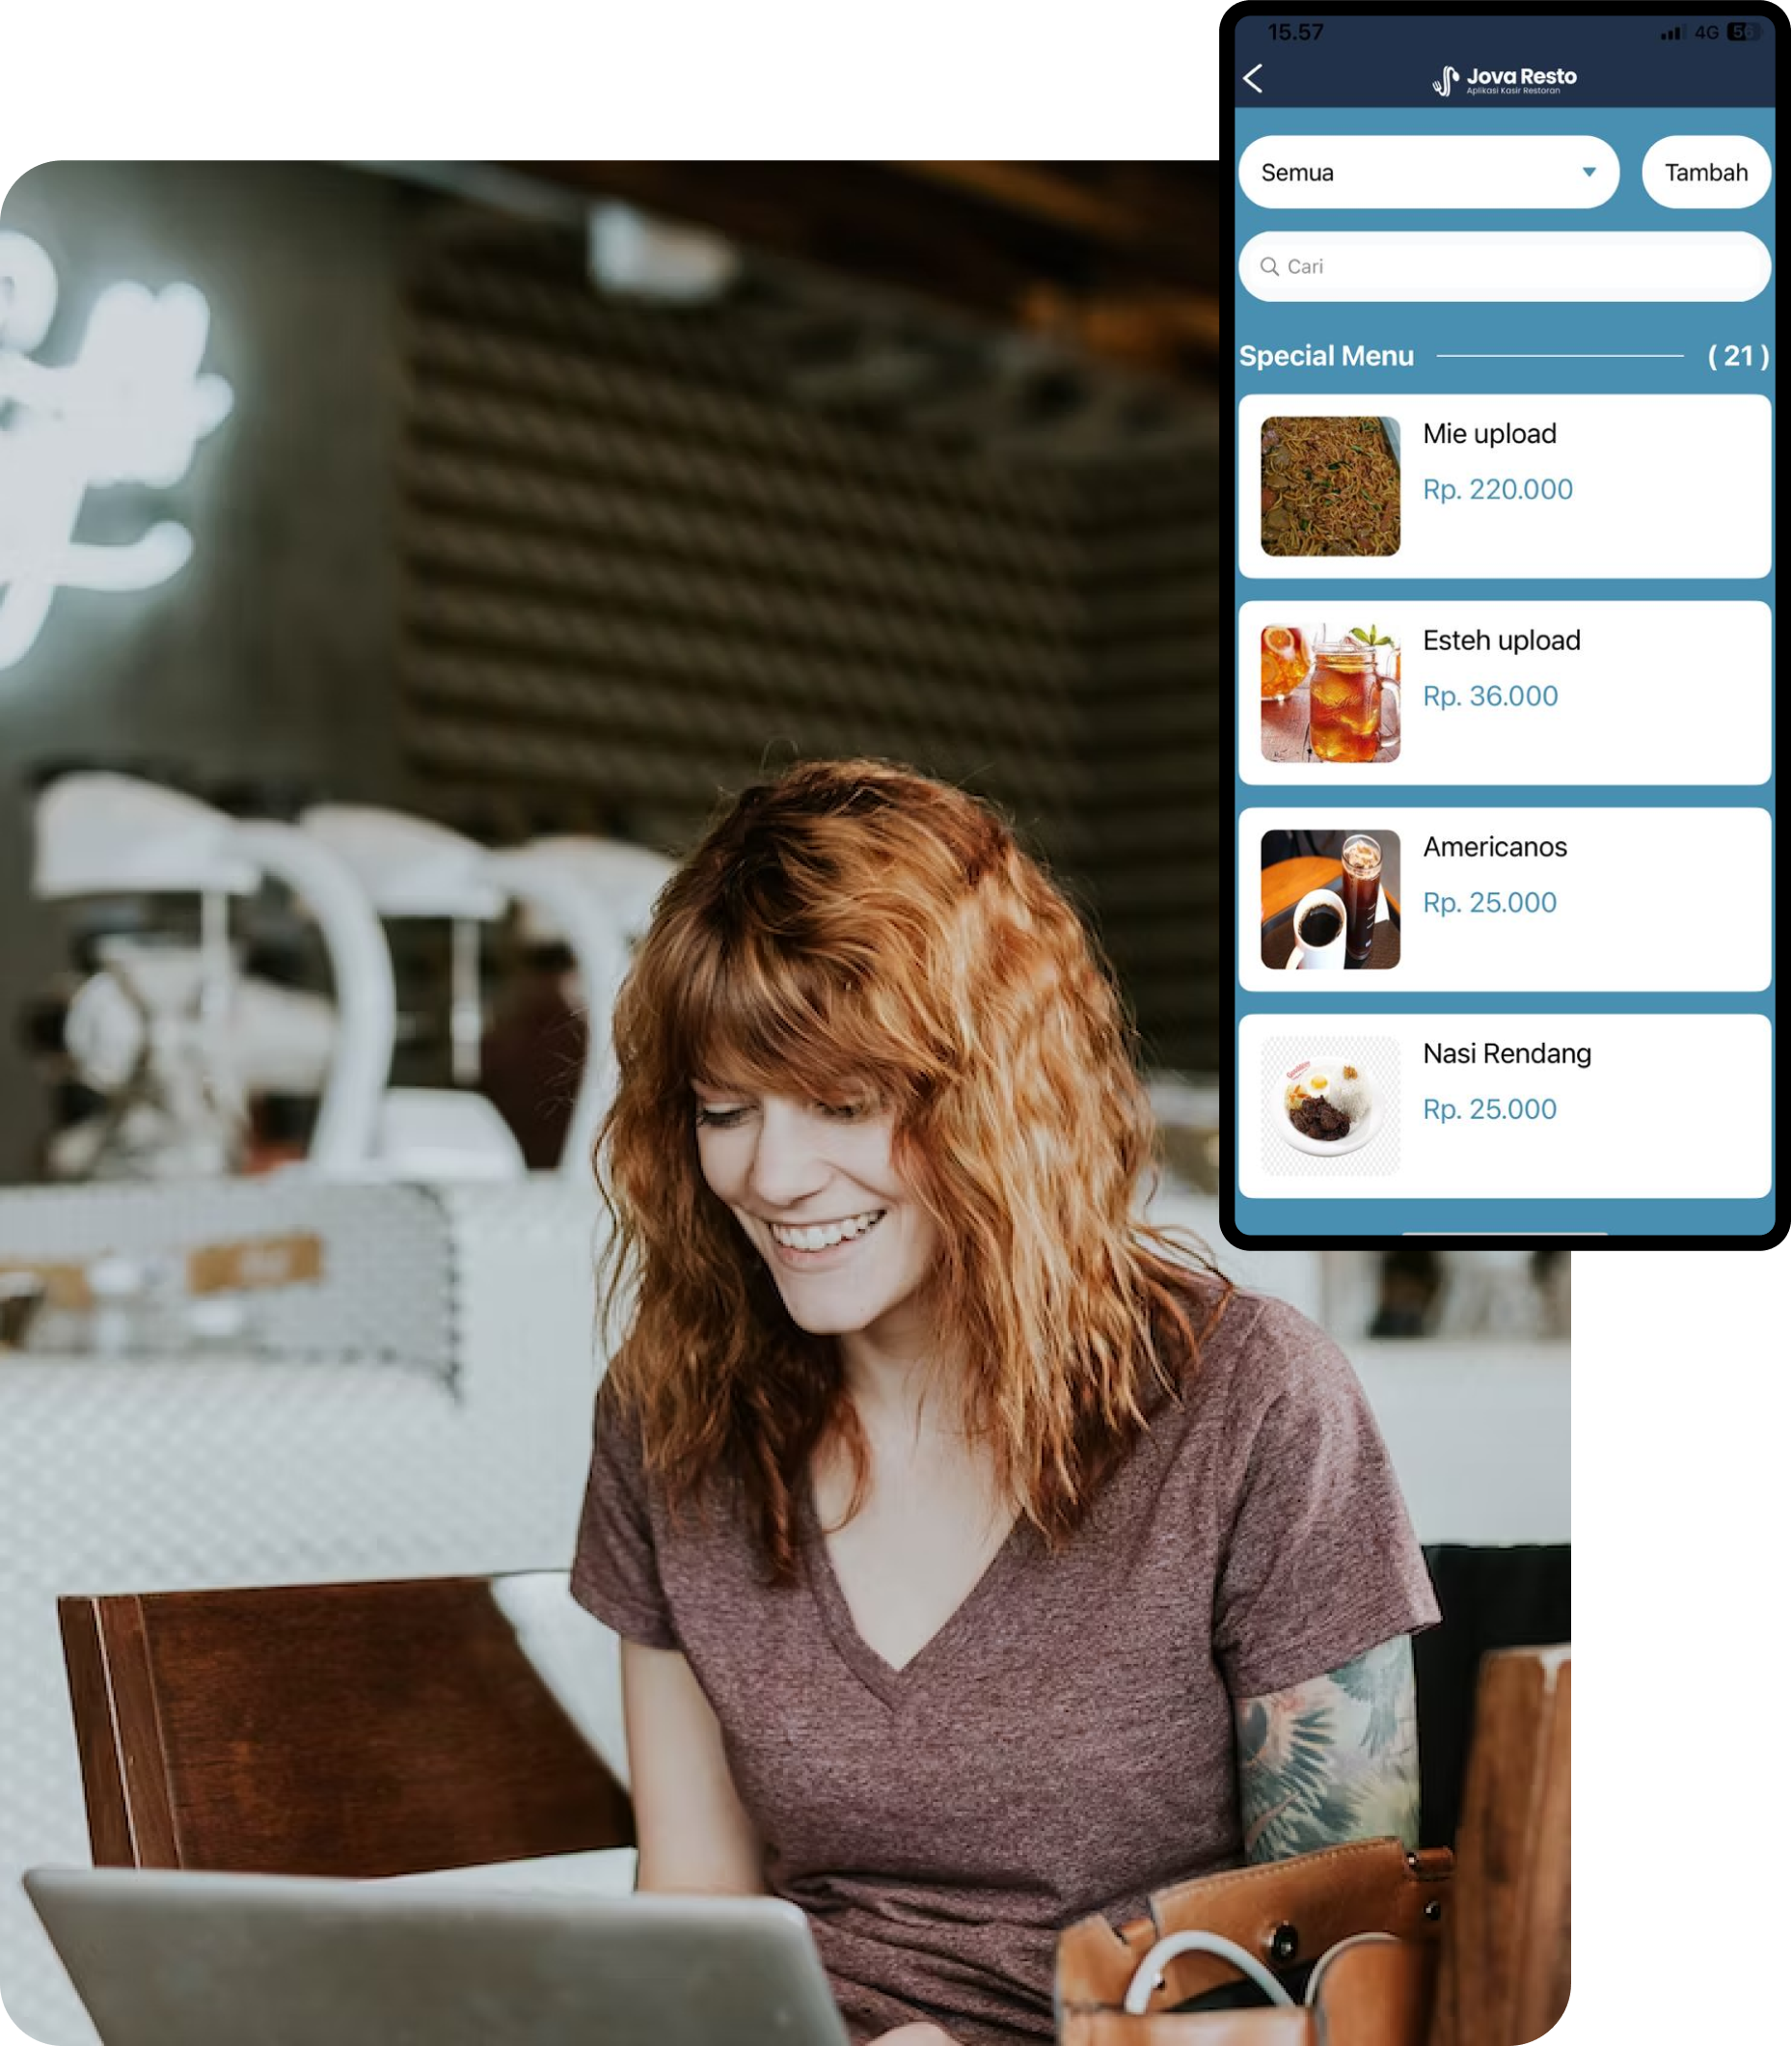 15.57
4G 56
Jova Resto
Aplikasi Kasir Restoran
Semua
Tambah
Cari
Special Menu ( 21 )
Mie upload
Rp. 220.000
Esteh upload
Rp. 36.000
Americanos
Rp. 25.000
Nasi Rendang
Rp. 25.000